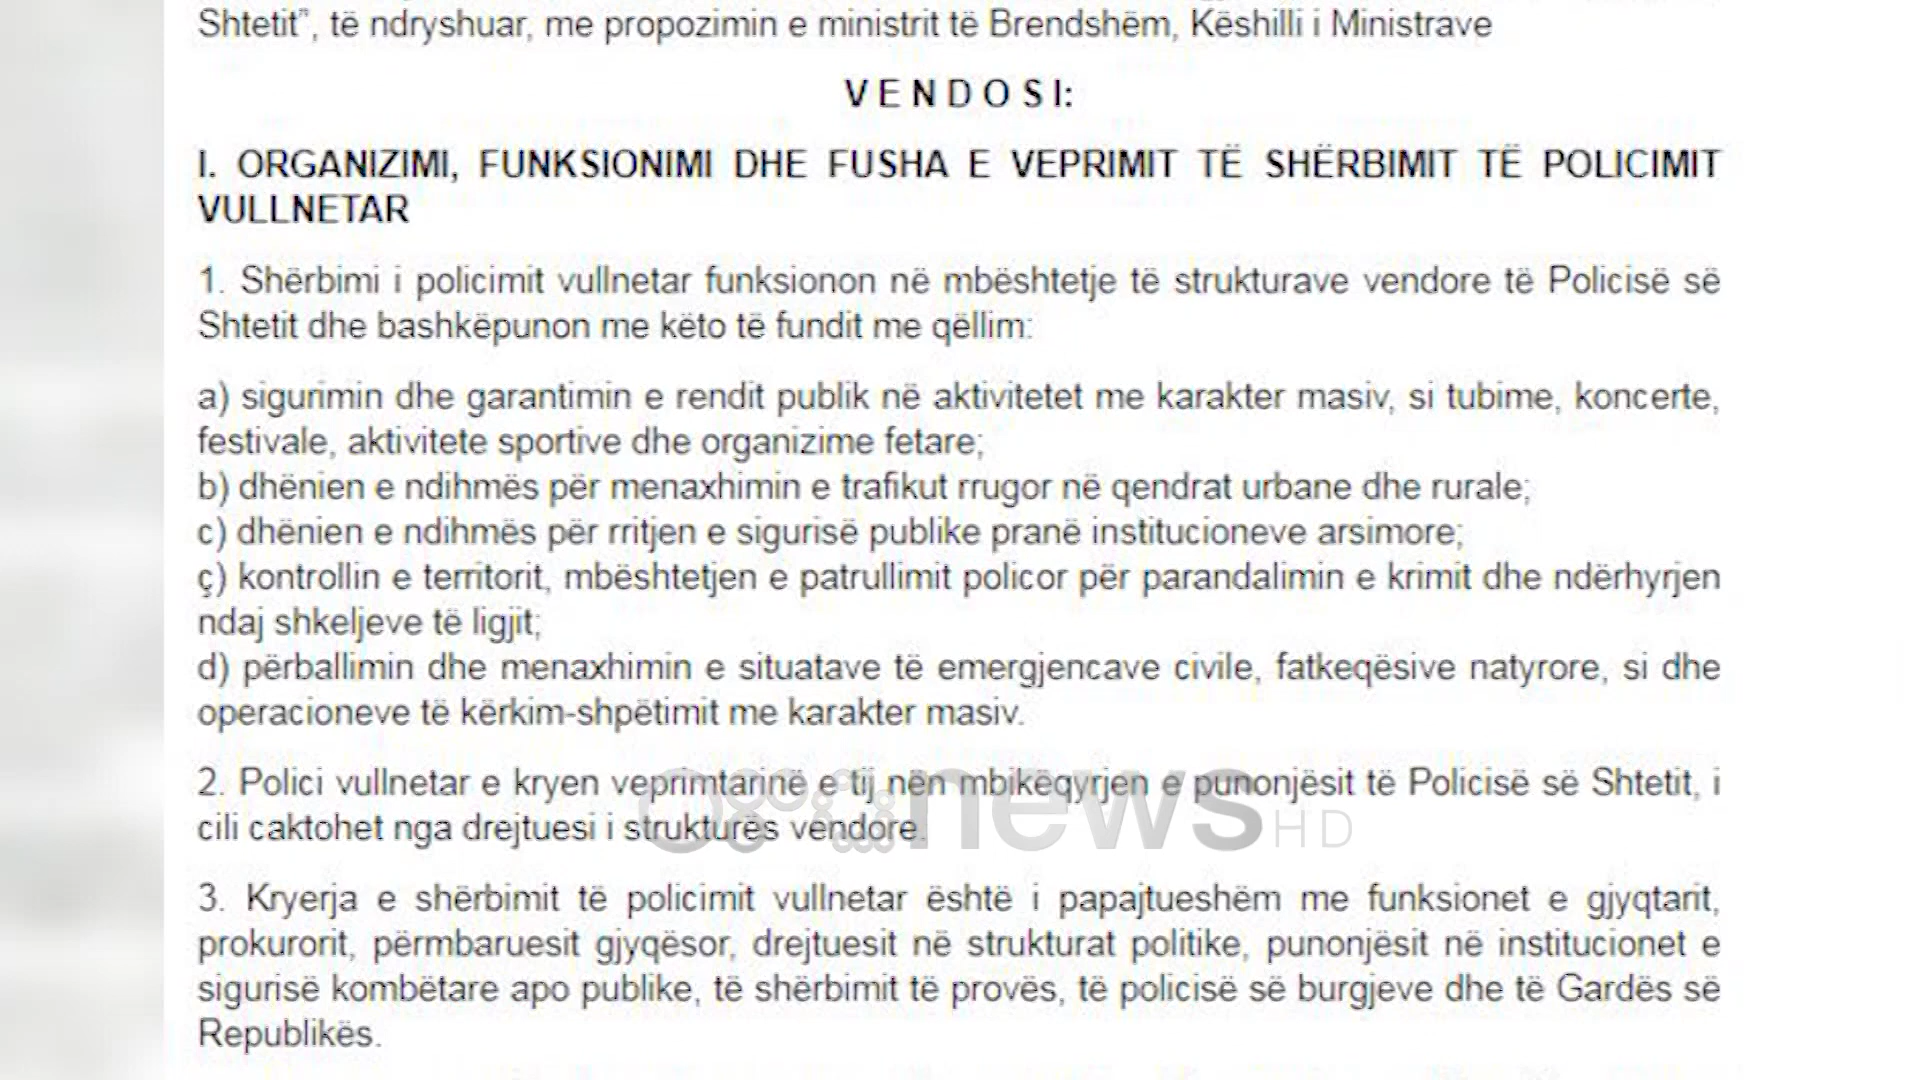 Shtetit”, të ndryshuar, me propozimin e ministrit të Brendshëm, Këshilli i Ministrave
V E N D O S I:
I. ORGANIZIMI, FUNKSIONIMI DHE FUSHA E VEPRIMIT TË SHËRBIMIT TË POLICIMIT
VULLNETAR
1. Shërbimi i policimit vullnetar funksionon në mbështetje të strukturave vendore të Policisë së
Shtetit dhe bashkëpunon me këto të fundit me qëllim:
a) sigurimin dhe garantimin e rendit publik në aktivitetet me karakter masiv, si tubime, koncerte,
festivale, aktivitete sportive dhe organizime fetare;
b) dhënien e ndihmës për menaxhimin e trafikut rrugor në qendrat urbane dhe rurale;
c) dhënien e ndihmës për rritjen e sigurisë publike pranë institucioneve arsimore;
ç) kontrollin e territorit, mbështetjen e patrullimit policor për parandalimin e krimit dhe ndërhyrjen
ndaj shkeljeve të ligjit;
d) përballimin dhe menaxhimin e situatave të emergjencave civile, fatkeqësive natyrore, si dhe
operacioneve të kërkim-shpëtimit me karakter masiv.
2. Polici vullnetar e kryen veprimtarinë e tij nën mbikëqyrjen e punonjësit të Policisë së Shtetit, i
cili caktohet nga drejtuesi i strukturës vendore.
news HD
3. Kryerja e shërbimit të policimit vullnetar është i papajtueshëm me funksionet e gjyqtarit,
prokurorit, përmbaruesit gjyqësor, drejtuesit në strukturat politike, punonjësit në institucionet e
sigurisë kombëtare apo publike, të shërbimit të provës, të policisë së burgjeve dhe të Gardës së
Republikës.